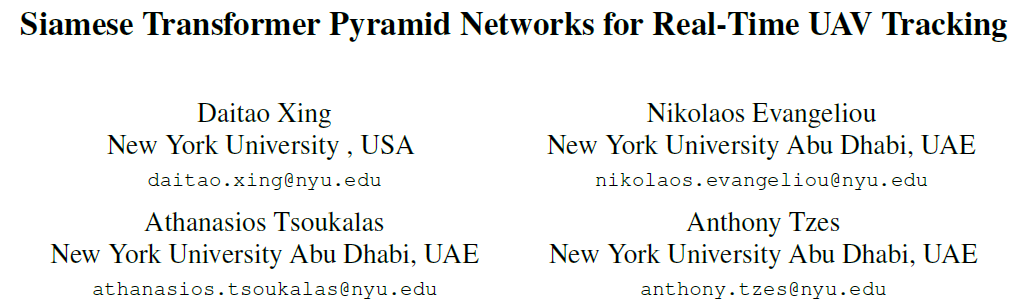 Siamese Transformer Pyramid Networks for Real-Time UAV Tracking
Daitao Xing
New York University , USA
daitao.xing@nyu.edu
Nikolaos Evangeliou
New York University Abu Dhabi, UAE
nikolaos.evangeliou@nyu.edu
Athanasios Tsoukalas
New York University Abu Dhabi, UAE
athanasios.tsoukalas@nyu.edu
Anthony Tzes
New York University Abu Dhabi, UAE
anthony.tzes@nyu.edu